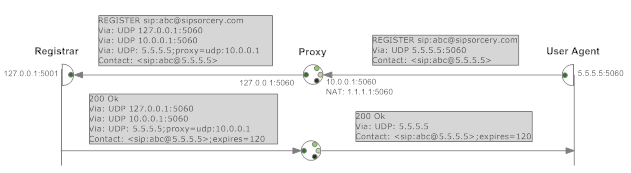 REGISTER sip:abc@sipsorcery.com
Via: UDP 127.0.0.1:5060
Via: UDP 10.0.0.1:5060
Via: UDP: 5.5.5.5;proxy=udp:10.0.0.1
Contact: <sip:abc@5.5.5.5>
REGISTER sip:abc@sipsorcery.com
Via: UDP 5.5.5.5:5060
Contact: <sip:abc@5.5.5.5>
Registrar
Proxy
User Agent
127.0.0.1:5001
127.0.0.1:5060
10.0.0.1:5060
NAT: 1.1.1.1:5060
5.5.5.5:5060
200 Ok
Via: UDP 127.0.0.1:5060
Via: UDP 10.0.0.1:5060
Via: UDP: 5.5.5.5;proxy=udp:10.0.0.1
Contact: <sip:abc@5.5.5.5>;expires=120
200 Ok
Via: UDP: 5.5.5.5
Contact: <sip:abc@5.5.5.5>;expires=120